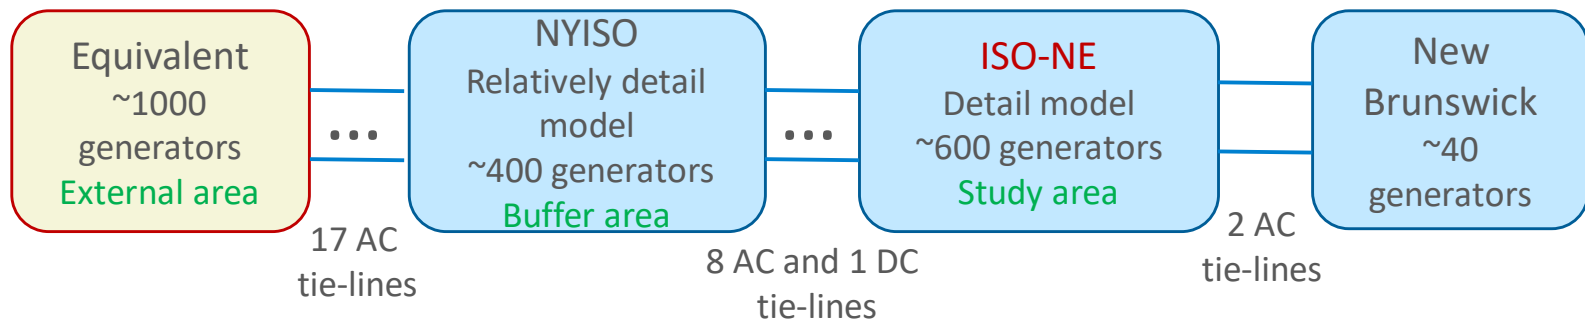 Equivalent
~1000
generators
External area
17 AC
tie-lines
...
NYISO
Relatively detail
model
~400 generators
Buffer area
8 AC and 1 DC
tie-lines
...
ISO-NE
Detail model
~600 generators
Study area
2 AC
tie-lines
New
Brunswick
~40
generators